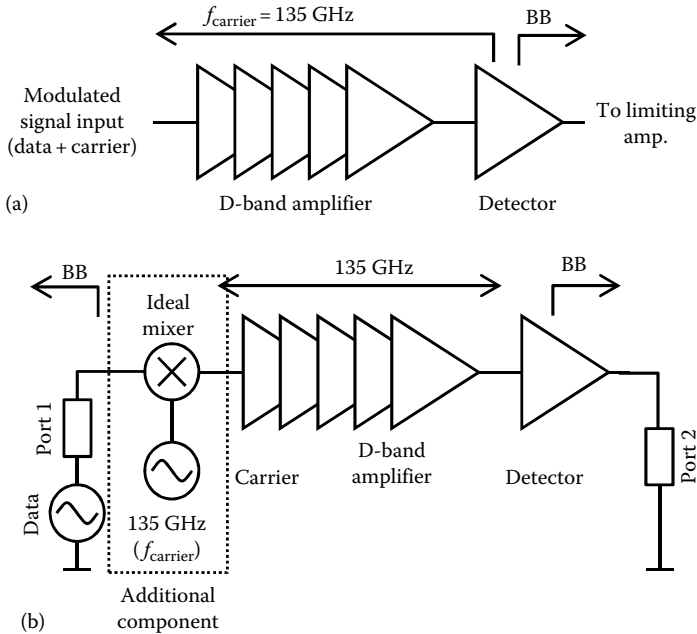 f_carrier = 135 GHz
BB
Modulated
signal input
(data + carrier)
To limiting
amp.
(a)
D-band amplifier
Detector
BB
135 GHz
BB
Ideal
mixer
Port 1
Data
Carrier
D-band
amplifier
Detector
Port 2
135 GHz
(f_carrier)
(b)
Additional
component